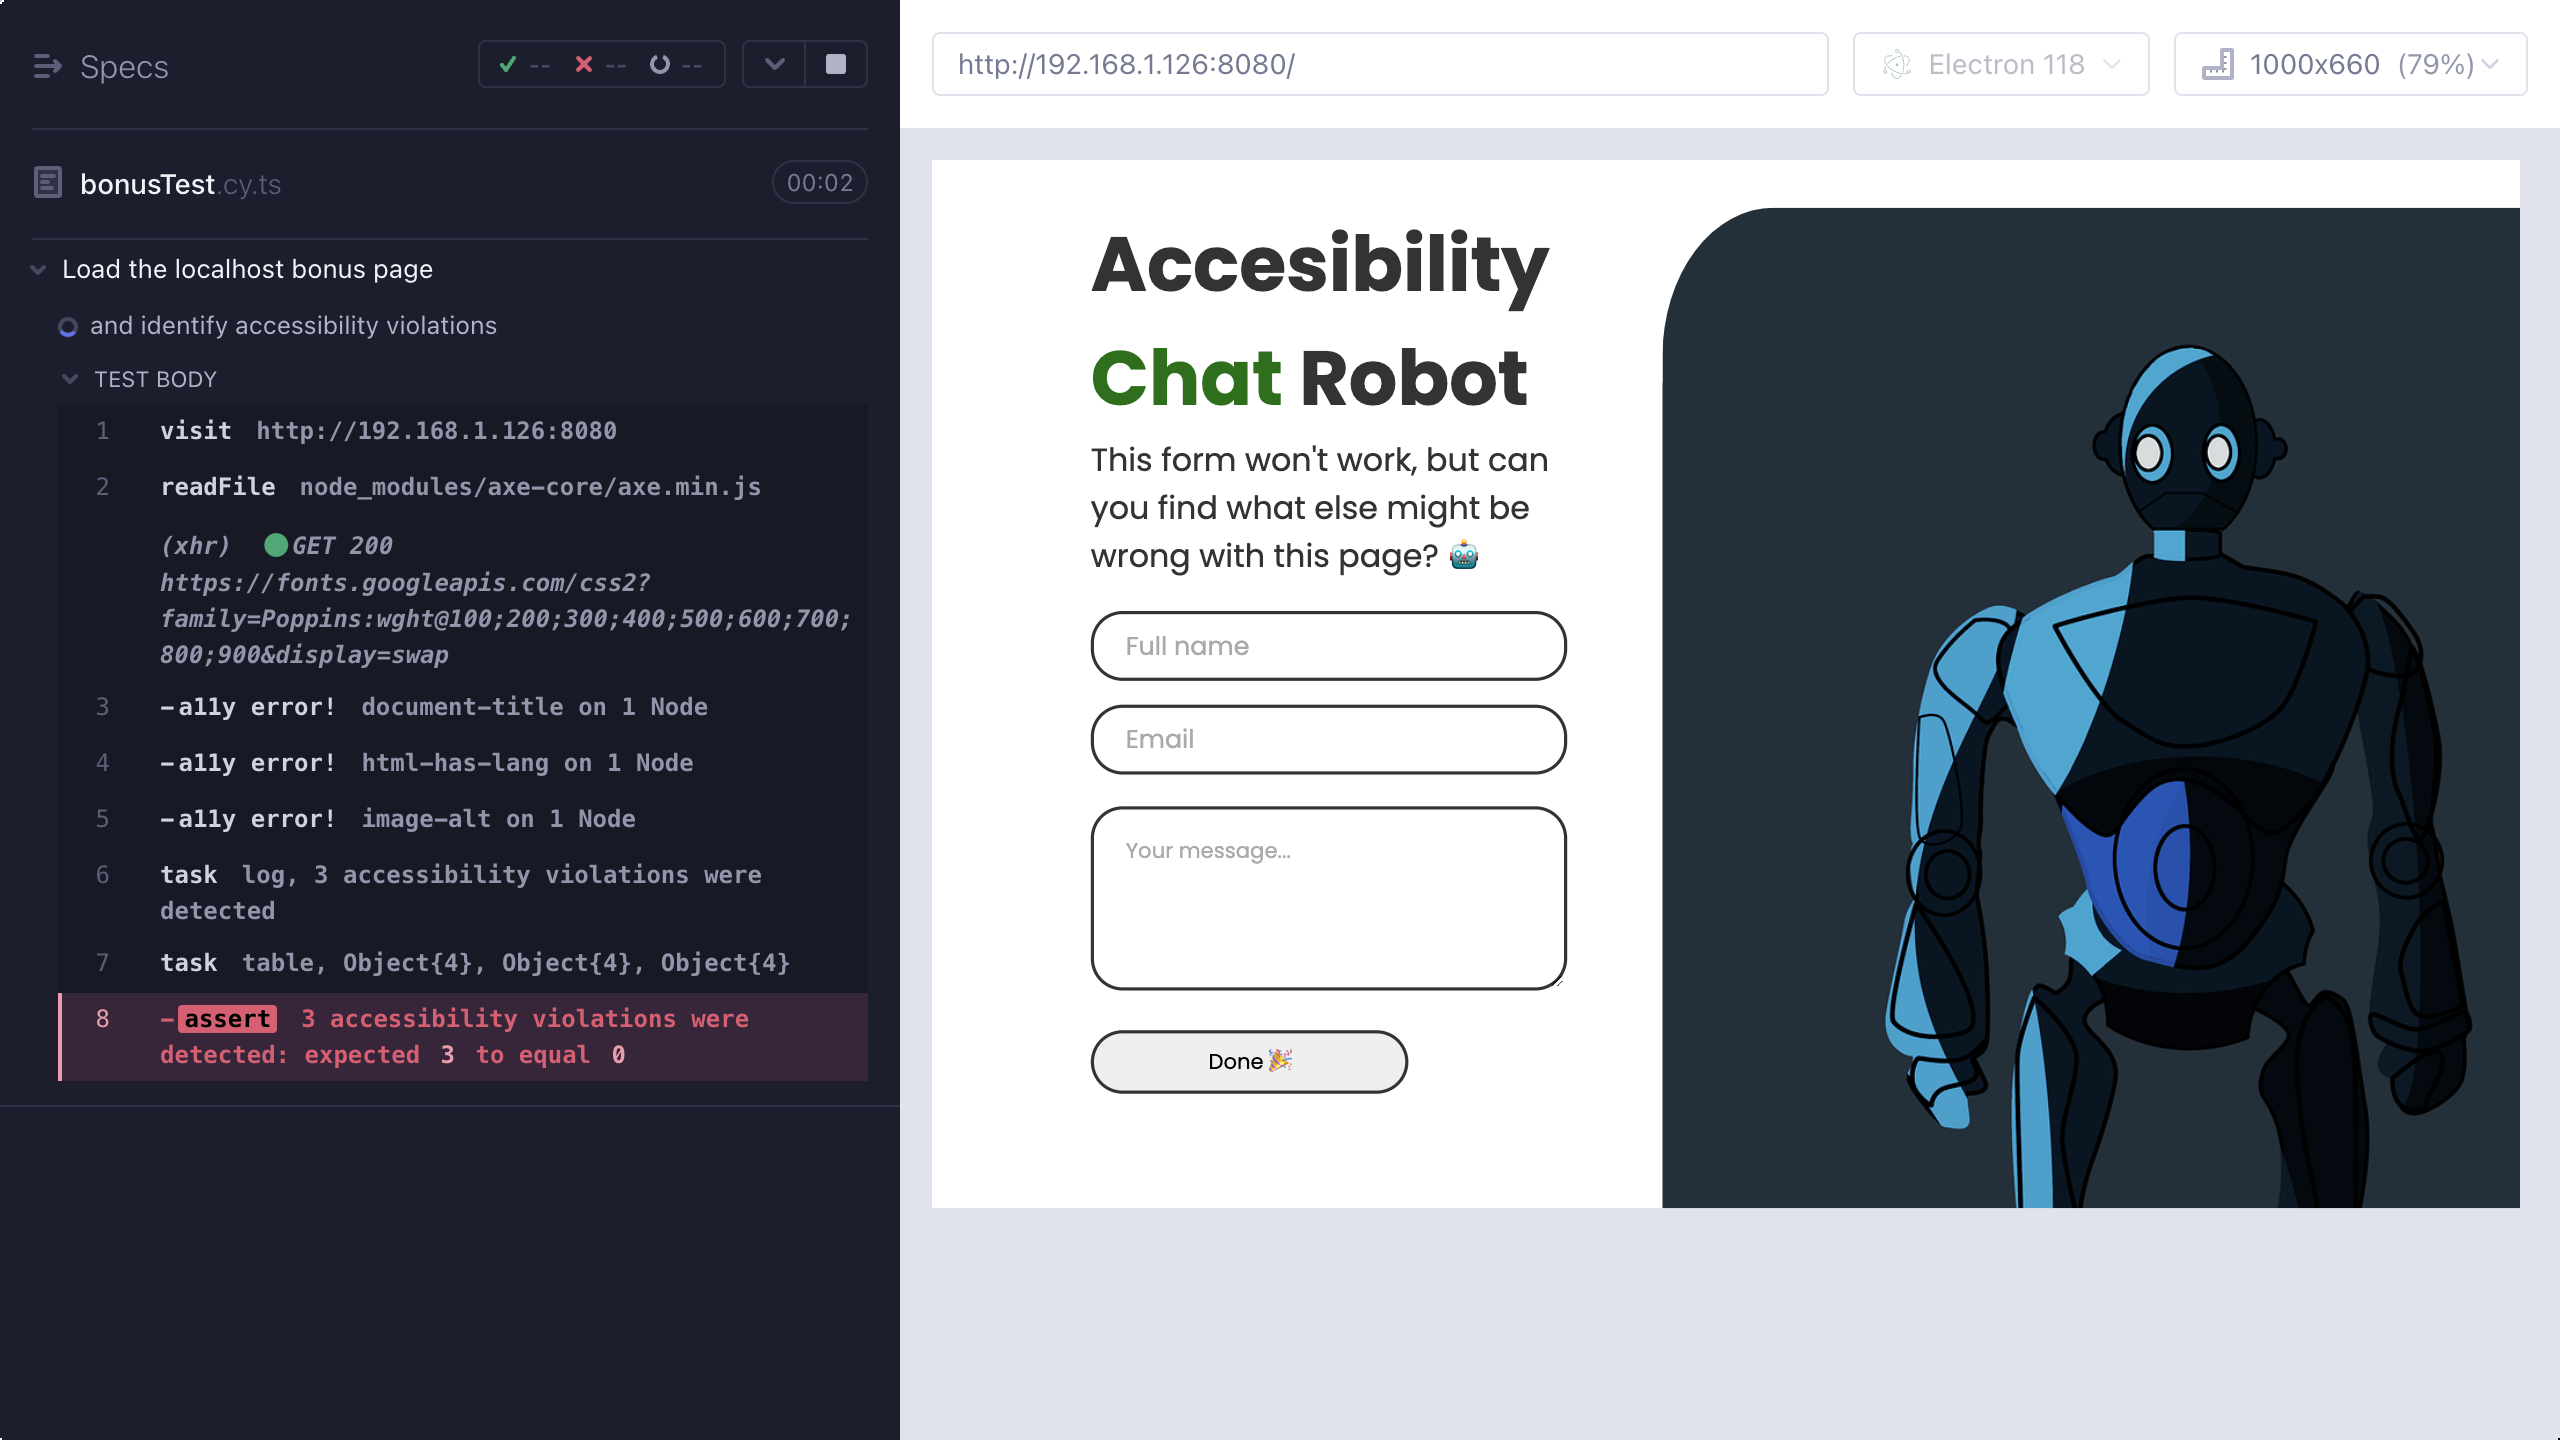 Specs
-- -- --
bonusTest.cy.ts
00:02
Load the localhost bonus page
and identify accessibility violations
TEST BODY
1 visit http://192.168.1.126:8080
2 readFile node_modules/axe-core/axe.min.js
(xhr) GET 200
https://fonts.googleapis.com/css2?
family=Poppins:wght@100;200;300;400;500;600;700;
800;900&display=swap
3 -a11y error! document-title on 1 Node
4 -a11y error! html-has-lang on 1 Node
5 -a11y error! image-alt on 1 Node
6 task log, 3 accessibility violations were
detected
7 task table, Object{4}, Object{4}, Object{4}
8 -assert 3 accessibility violations were
detected: expected 3 to equal 0
http://192.168.1.126:8080/
Electron 118
1000x660 (79%)
Accesibility
Chat Robot
This form won't work, but can
you find what else might be
wrong with this page? 🤖
Full name
Email
Your message...
Done 🎉